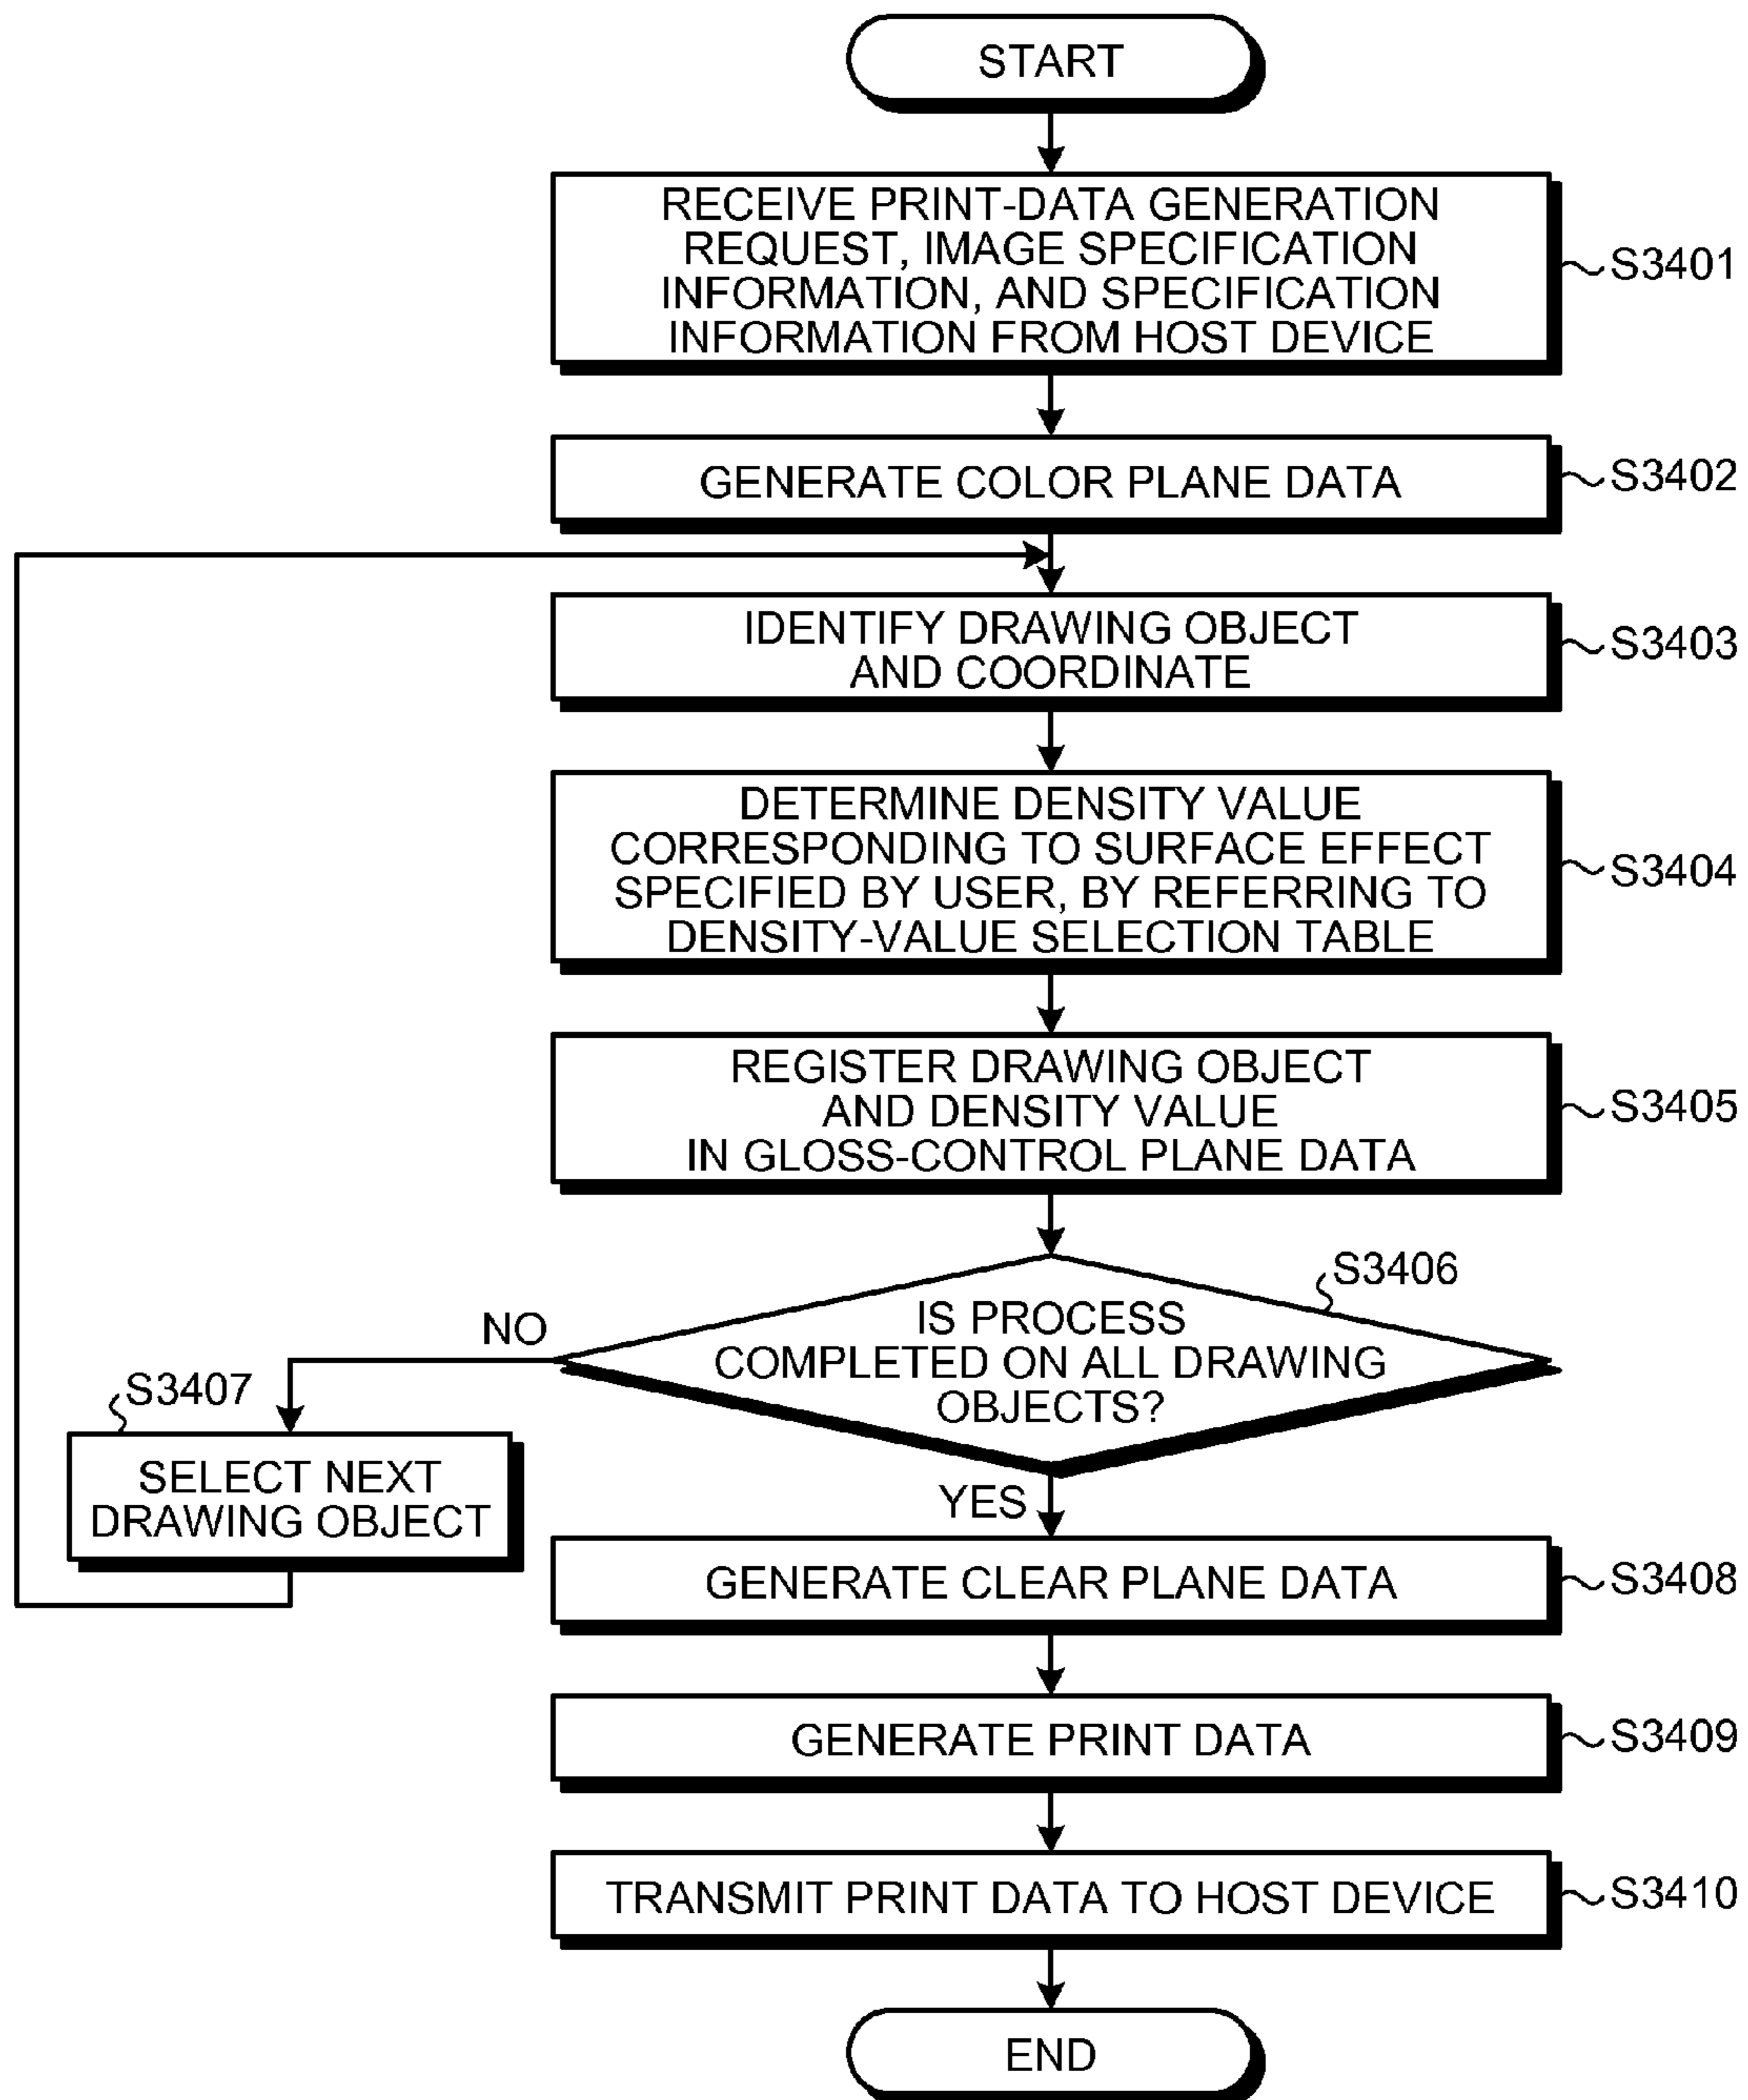 START
RECEIVE PRINT-DATA GENERATION
REQUEST, IMAGE SPECIFICATION
INFORMATION, AND SPECIFICATION
INFORMATION FROM HOST DEVICE
S3401
GENERATE COLOR PLANE DATA
S3402
IDENTIFY DRAWING OBJECT
AND COORDINATE
S3403
DETERMINE DENSITY VALUE
CORRESPONDING TO SURFACE EFFECT
SPECIFIED BY USER, BY REFERRING TO
DENSITY-VALUE SELECTION TABLE
S3404
REGISTER DRAWING OBJECT
AND DENSITY VALUE
IN GLOSS-CONTROL PLANE DATA
S3405
S3406
IS PROCESS
COMPLETED ON ALL DRAWING
OBJECTS?
NO
S3407
SELECT NEXT
DRAWING OBJECT
YES
GENERATE CLEAR PLANE DATA
S3408
GENERATE PRINT DATA
S3409
TRANSMIT PRINT DATA TO HOST DEVICE
S3410
END